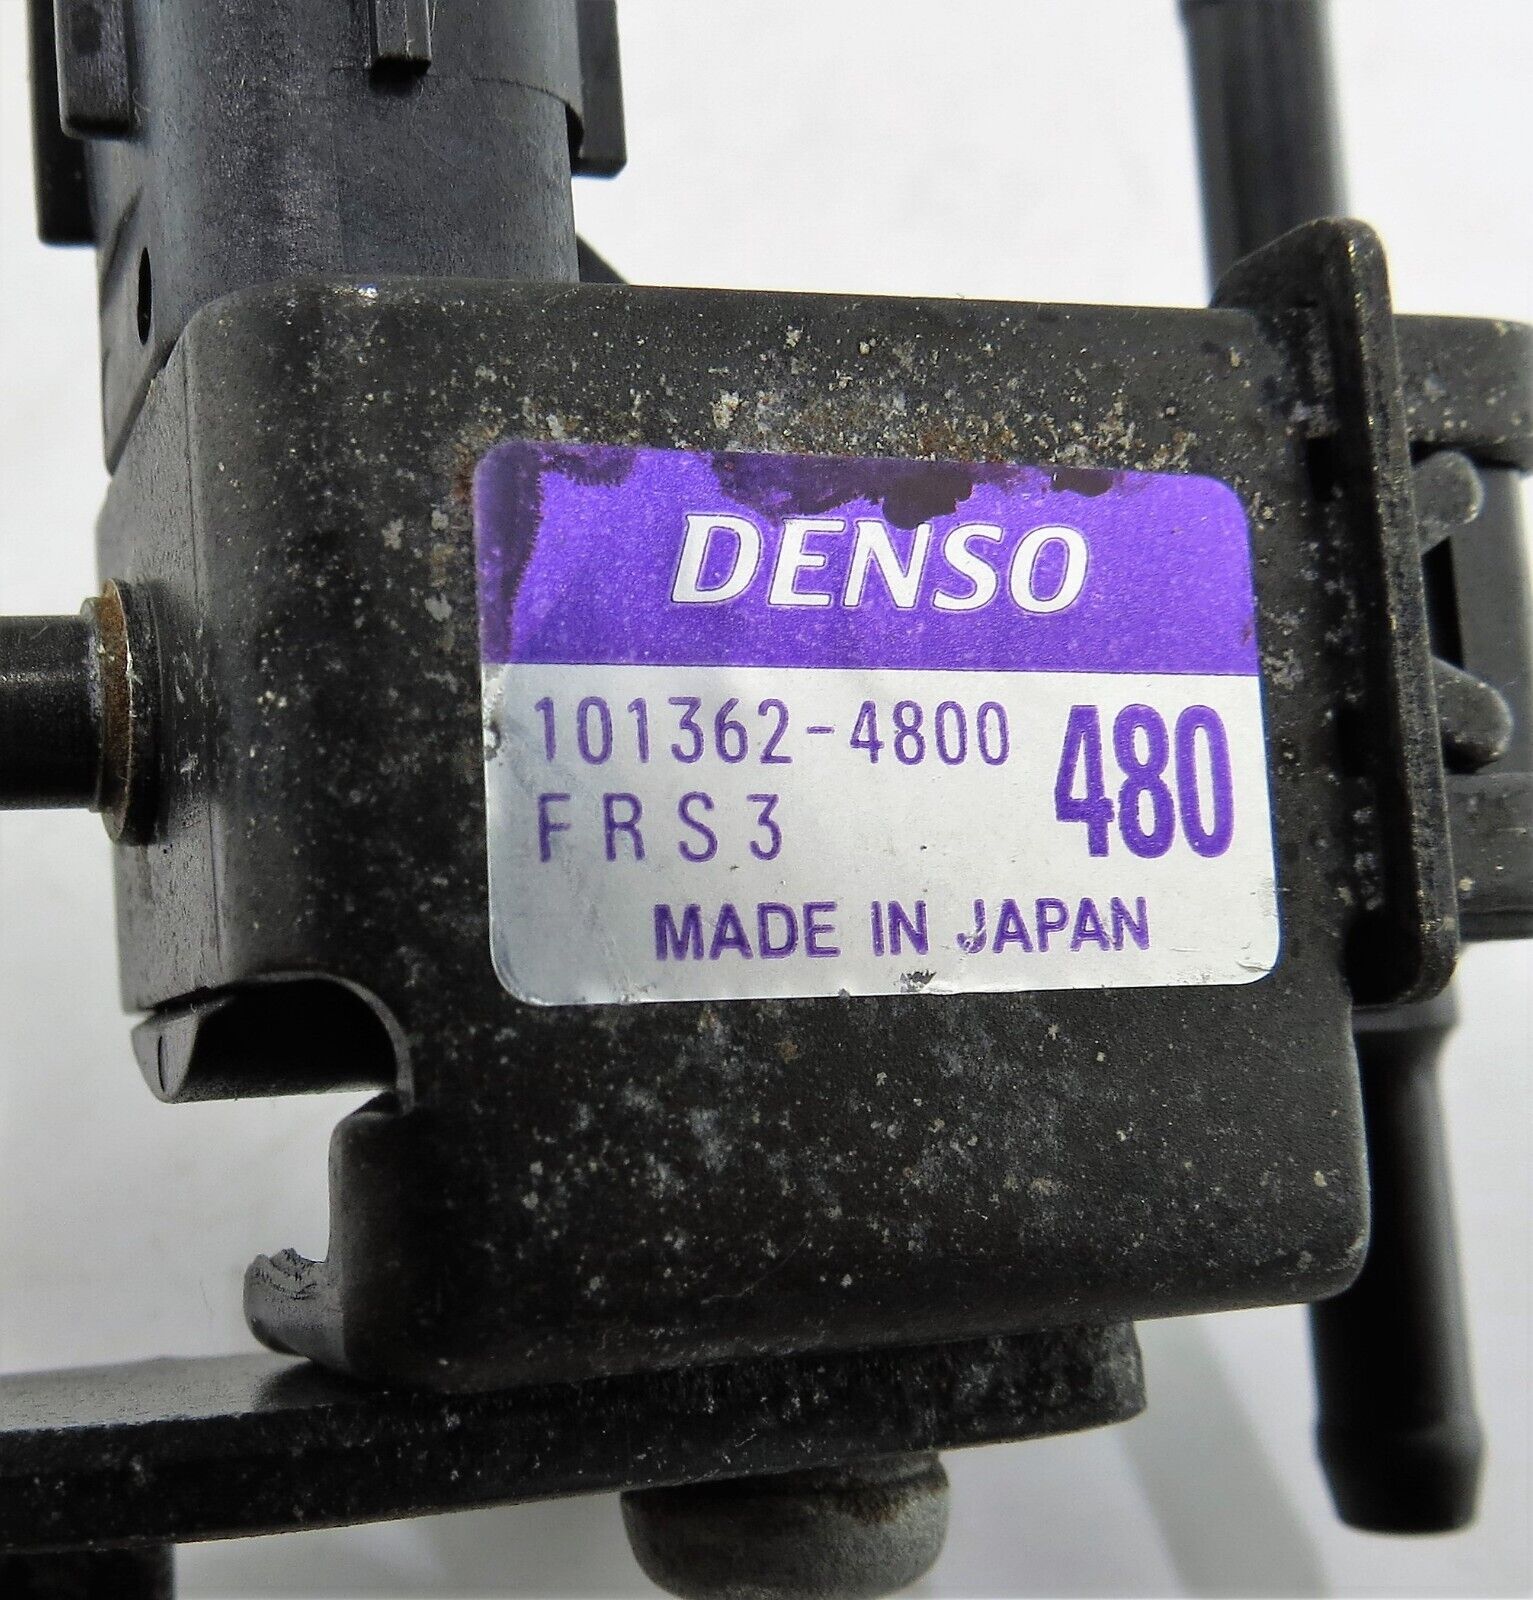 DENSO
101362-4800
FRS3
480
MADE IN JAPAN